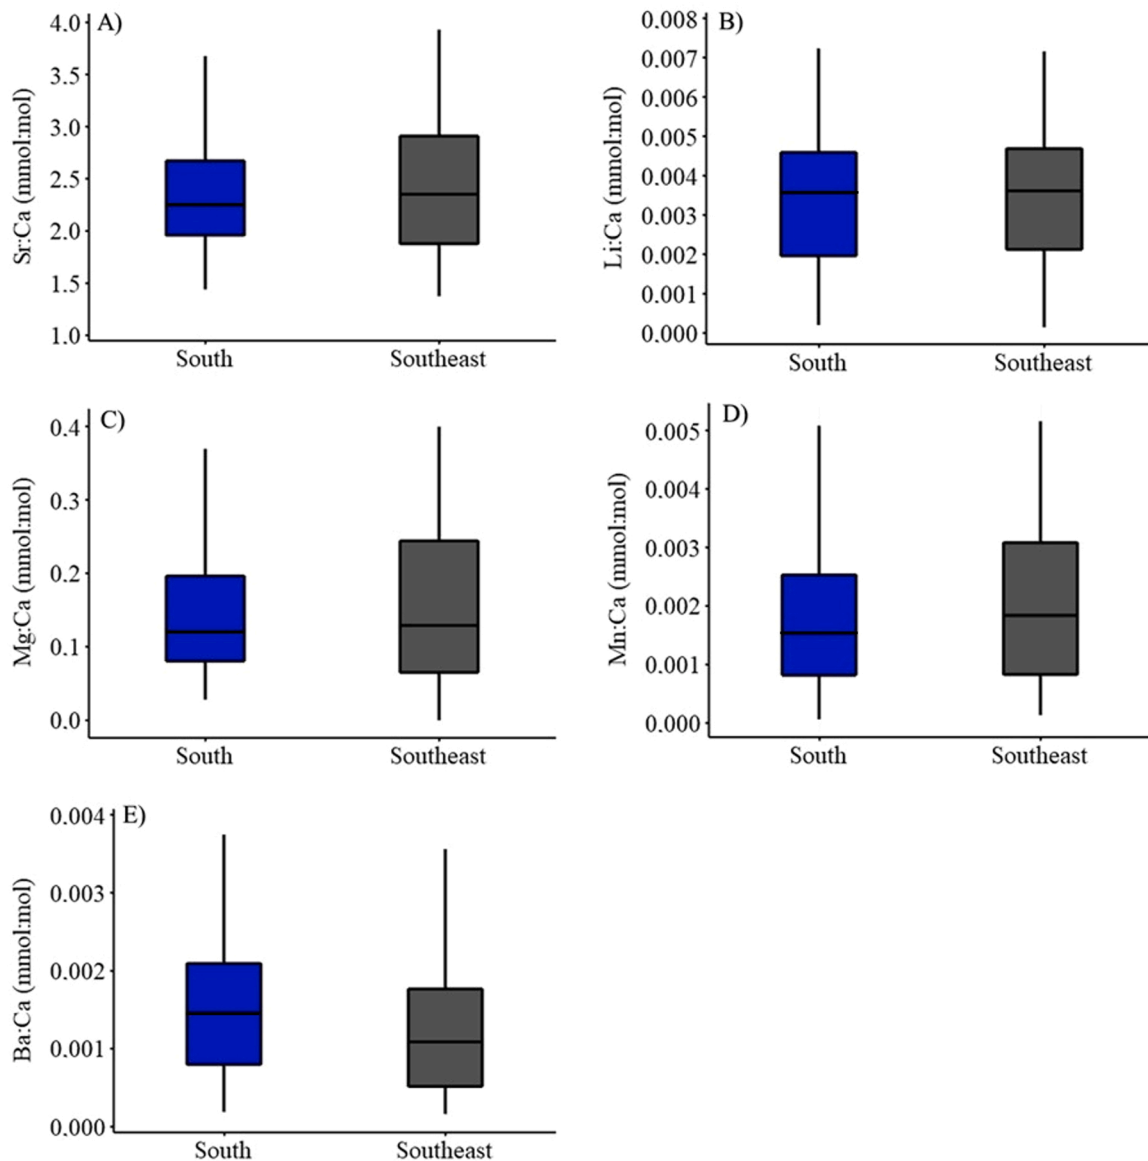 A)
Sr:Ca (mmol:mol)
4.0
3.5
3.0
2.5
2.0
1.5
1.0
South Southeast
B)
Li:Ca (mmol:mol)
0.008
0.007
0.006
0.005
0.004
0.003
0.002
0.001
0.000
South Southeast
C)
Mg:Ca (mmol:mol)
0.4
0.3
0.2
0.1
0.0
South Southeast
D)
Mn:Ca (mmol:mol)
0.005
0.004
0.003
0.002
0.001
0.000
South Southeast
E)
Ba:Ca (mmol:mol)
0.004
0.003
0.002
0.001
0.000
South Southeast